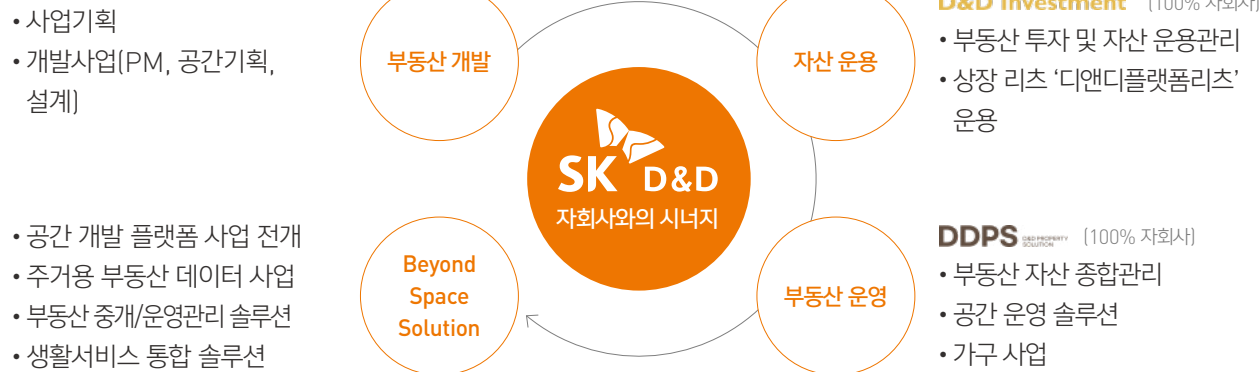 • 사업기획
• 개발사업(PM, 공간기획,
설계)
부동산 개발
자산 운용
D&D Investment (100% 자회사)
• 부동산 투자 및 자산 운용관리
• 상장 리츠 ‘디앤디플랫폼리츠’
운용
SK D&D
자회사와의 시너지
• 공간 개발 플랫폼 사업 전개
• 주거용 부동산 데이터 사업
• 부동산 중개/운영관리 솔루션
• 생활서비스 통합 솔루션
Beyond
Space
Solution
부동산 운영
DDPS D&D PROPERTY
SOLUTION (100% 자회사)
• 부동산 자산 종합관리
• 공간 운영 솔루션
• 가구 사업